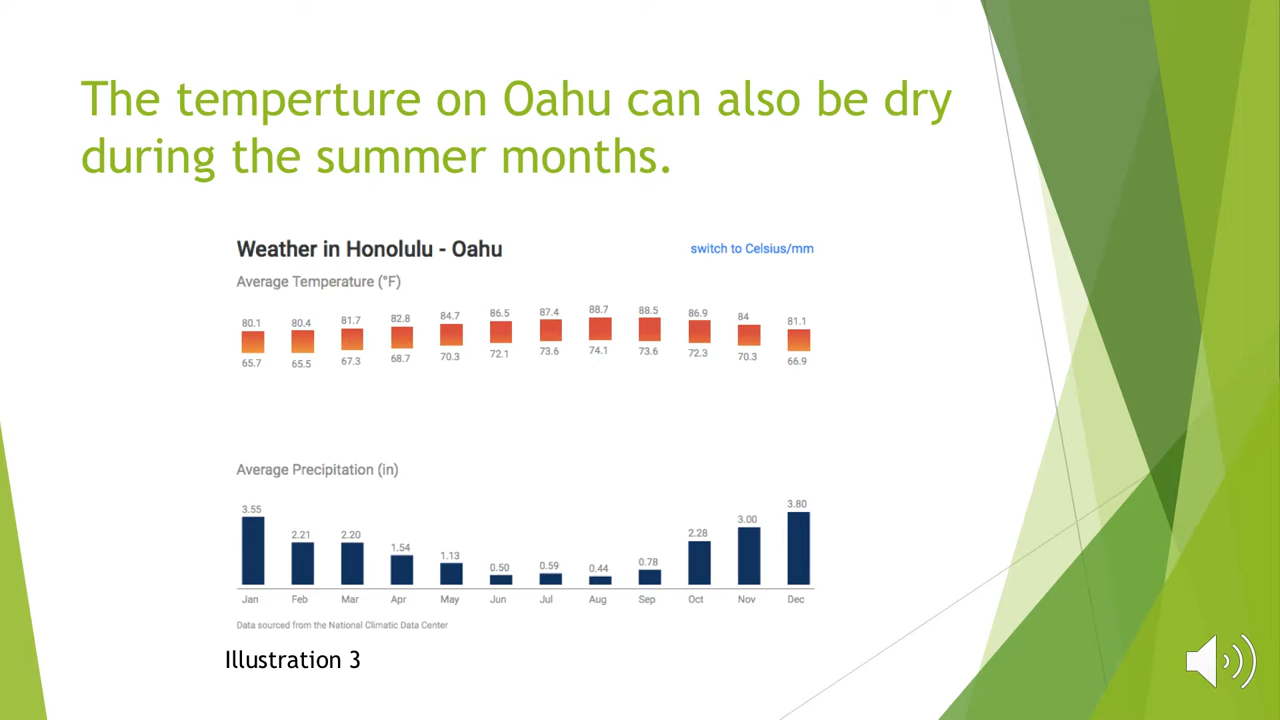 The temperture on Oahu can also be dry
during the summer months.
Weather in Honolulu - Oahu
switch to Celsius/mm
Average Temperature (°F)
80.1 80.4 81.7 82.8 84.7 86.5 87.4 88.7 88.5 86.9 84 81.1
65.7 65.5 67.3 68.7 70.3 72.1 73.6 74.1 73.6 72.3 70.3 66.9
Average Precipitation (in)
3.55 2.21 2.20 1.54 1.13 0.50 0.59 0.44 0.78 2.28 3.00 3.80
Jan Feb Mar Apr May Jun Jul Aug Sep Oct Nov Dec
Data sourced from the National Climatic Data Center
Illustration 3